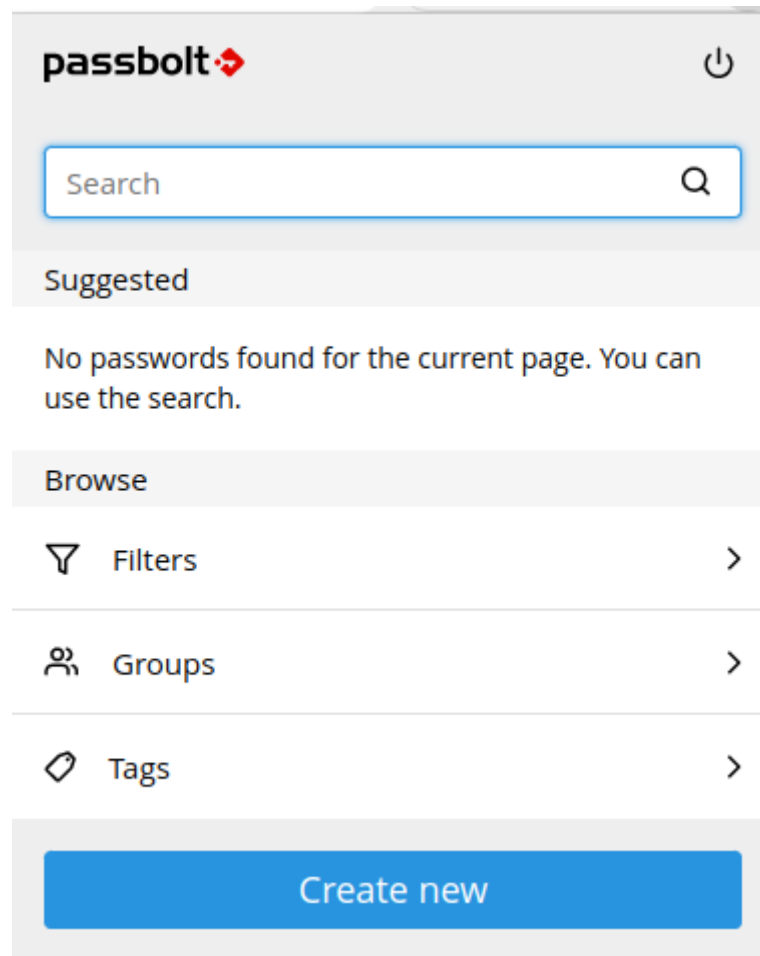 passbolt
Search
Suggested
No passwords found for the current page. You can
use the search.
Browse
Filters
Groups
Tags
Create new